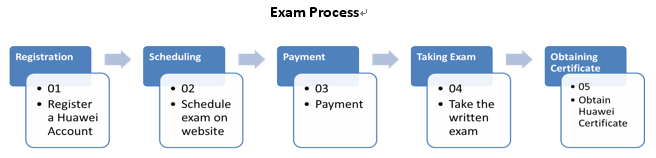 Exam Process↵
Registration
01
Register
a Huawei
Account
Scheduling
02
Schedule
exam on
website
Payment
03
Payment
Taking Exam
04
Take the
written
exam
Obtaining
Certificate
05
Obtain
Huawei
Certificate